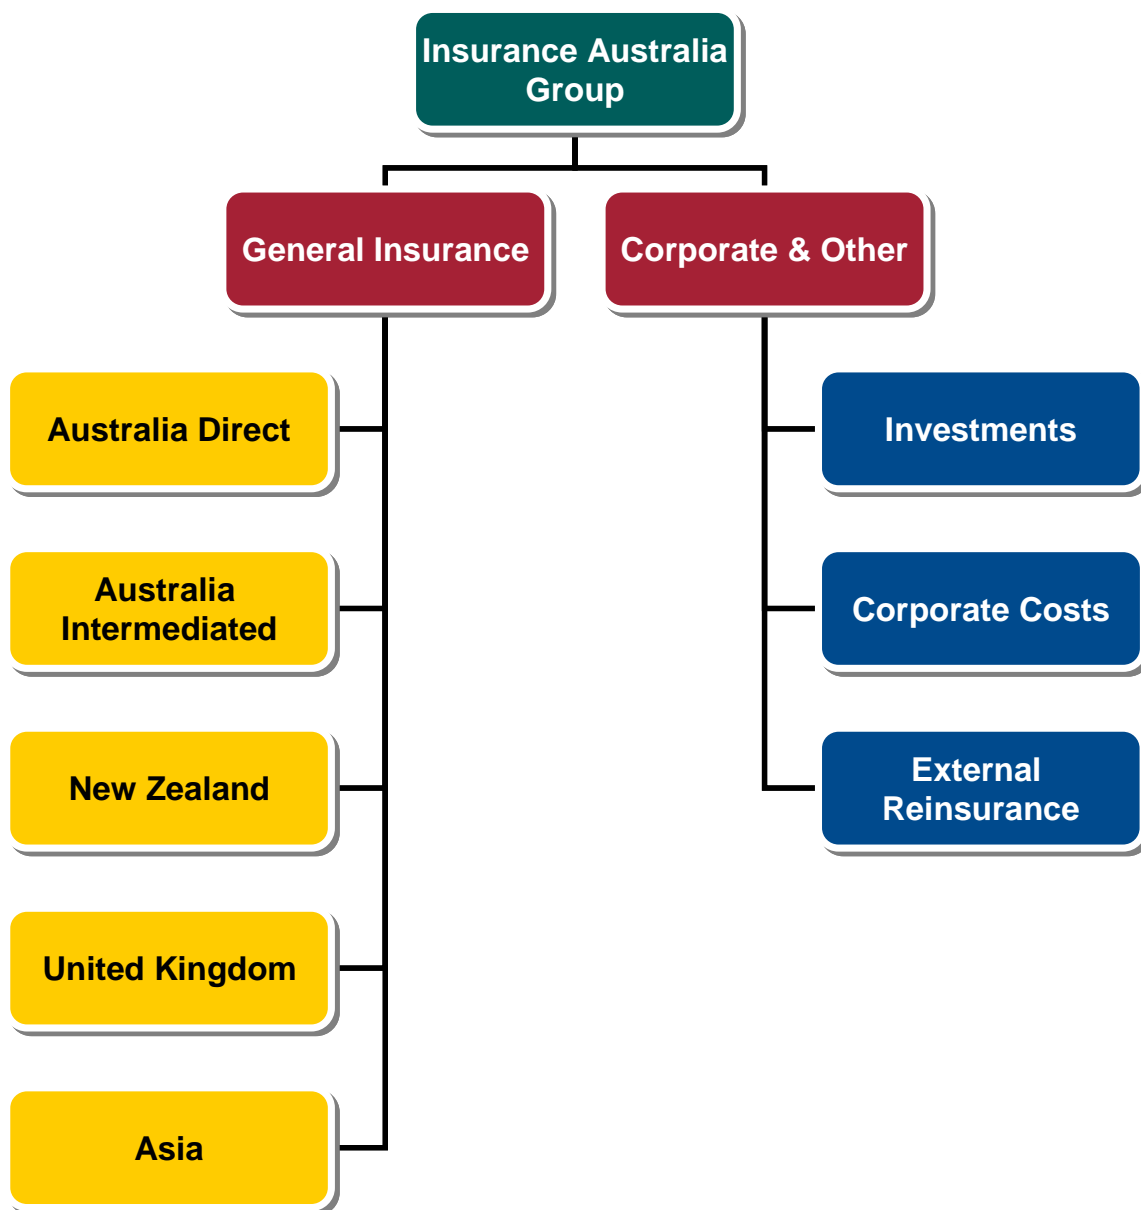 Insurance Australia
Group
General Insurance
Corporate & Other
Australia Direct
Investments
Australia
Intermediated
Corporate Costs
New Zealand
External
Reinsurance
United Kingdom
Asia